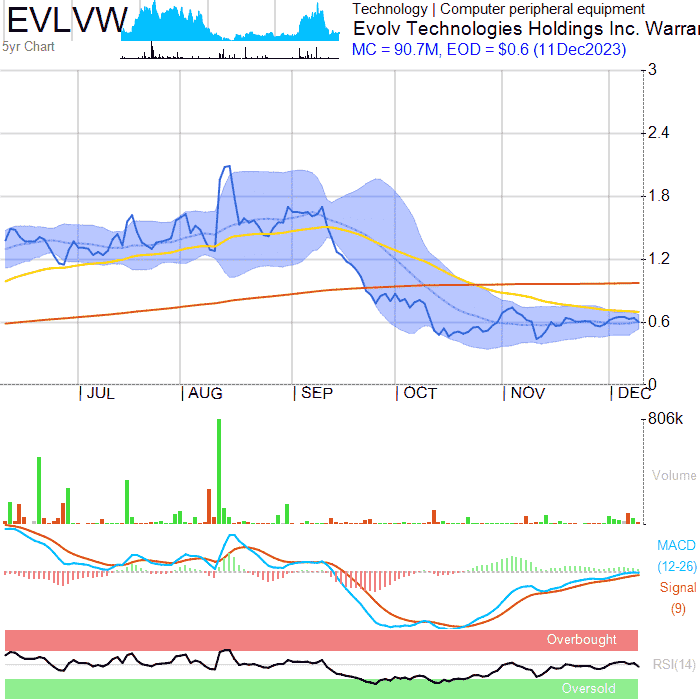 EVLVW
5yr Chart
Technology | Computer peripheral equipment
Evolv Technologies Holdings Inc. Warran
MC = 90.7M, EOD = $0.6 (11Dec2023)
3
2.4
1.8
1.2
0.6
0
JUL AUG SEP OCT NOV DEC
806k
Volume
MACD
(12-26)
Signal
(9)
Overbought
RSI(14)
Oversold